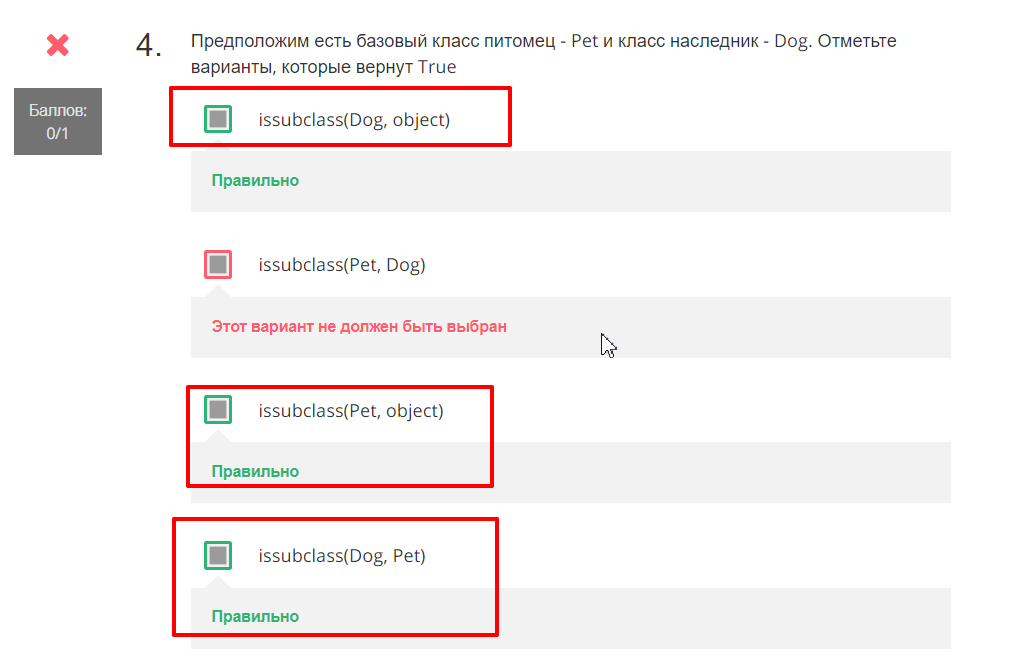 4.
Предположим есть базовый класс питомец - Pet и класс наследник - Dog. Отметьте
варианты, которые вернут True
Баллов:
0/1
issubclass(Dog, object)
Правильно
issubclass(Pet, Dog)
Этот вариант не должен быть выбран
issubclass(Pet, object)
Правильно
issubclass(Dog, Pet)
Правильно